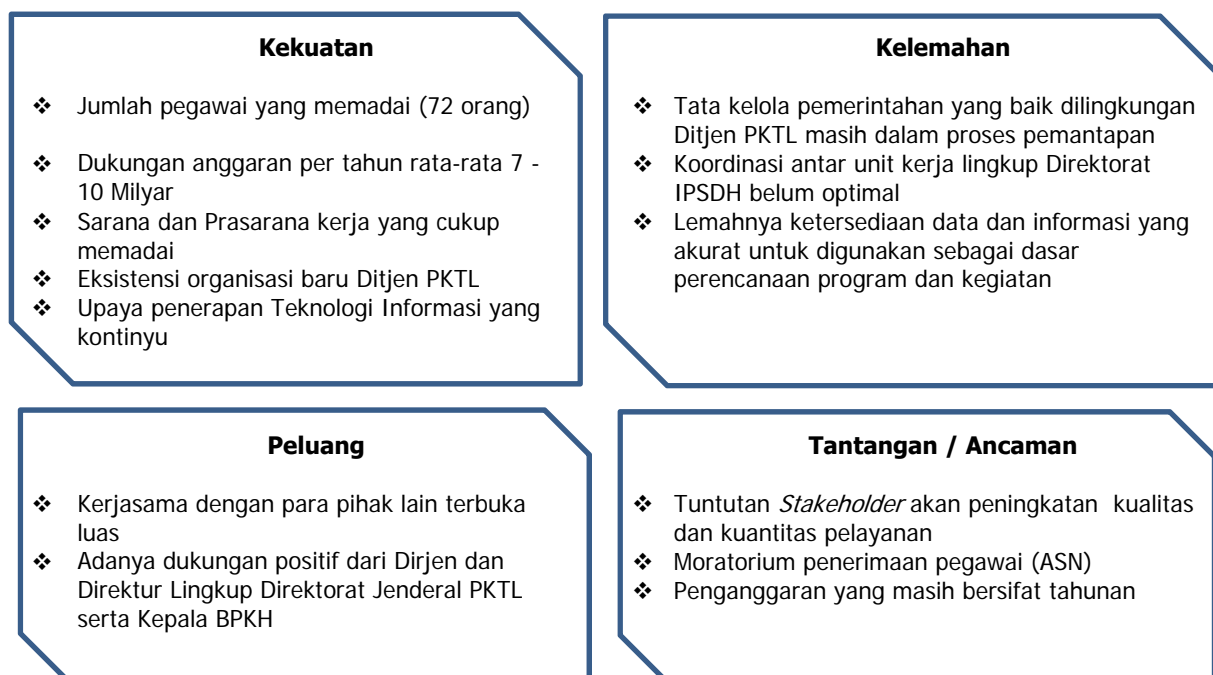 Kekuatan
❖ Jumlah pegawai yang memadai (72 orang)
❖ Dukungan anggaran per tahun rata-rata 7 -
10 Milyar
❖ Sarana dan Prasarana kerja yang cukup
memadai
❖ Eksistensi organisasi baru Ditjen PKTL
❖ Upaya penerapan Teknologi Informasi yang
kontinyu
Kelemahan
❖ Tata kelola pemerintahan yang baik dilingkungan
Ditjen PKTL masih dalam proses pemantapan
❖ Koordinasi antar unit kerja lingkup Direktorat
IPSDH belum optimal
❖ Lemahnya ketersediaan data dan informasi yang
akurat untuk digunakan sebagai dasar
perencanaan program dan kegiatan
Peluang
❖ Kerjasama dengan para pihak lain terbuka
luas
❖ Adanya dukungan positif dari Dirjen dan
Direktur Lingkup Direktorat Jenderal PKTL
serta Kepala BPKH
Tantangan / Ancaman
❖ Tuntutan Stakeholder akan peningkatan kualitas
dan kuantitas pelayanan
❖ Moratorium penerimaan pegawai (ASN)
❖ Penganggaran yang masih bersifat tahunan